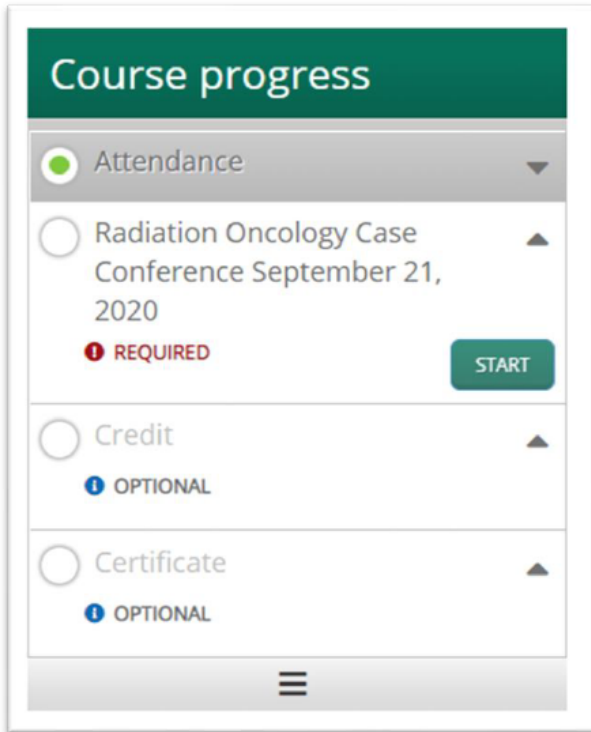 Course progress
Attendance
Radiation Oncology Case
Conference September 21,
2020
REQUIRED
START
Credit
OPTIONAL
Certificate
OPTIONAL